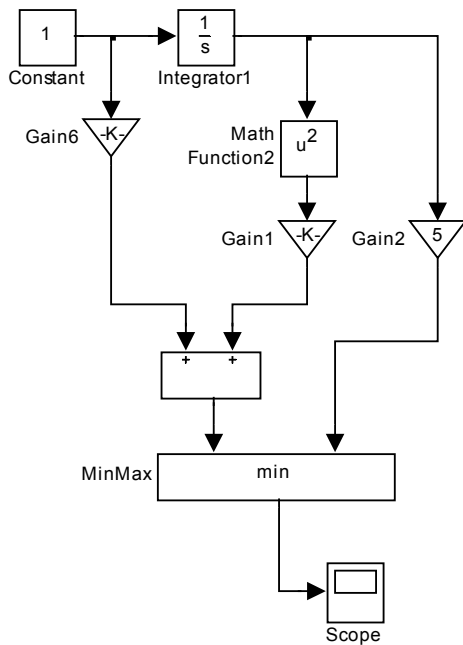 1
Constant
1
s
Integrator1
-K-
Gain6
Math
Function2
u2
Gain1
-K-
Gain2
5
+ +
MinMax
min
Scope